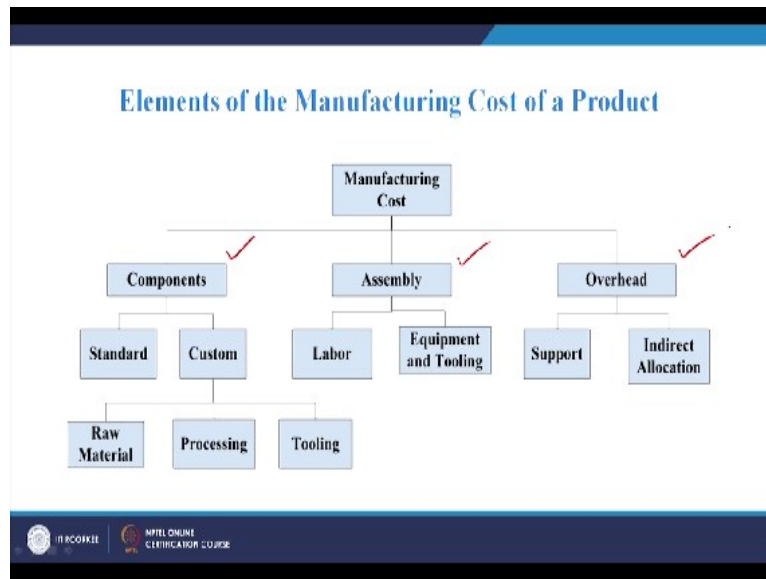 Elements of the Manufacturing Cost of a Product
Manufacturing
Cost
Components
Assembly
Overhead
Standard
Custom
Labor
Equipment
and Tooling
Support
Indirect
Allocation
Raw
Material
Processing
Tooling
IIT ROORKEE
NPTEL ONLINE
CERTIFICATION COURSE